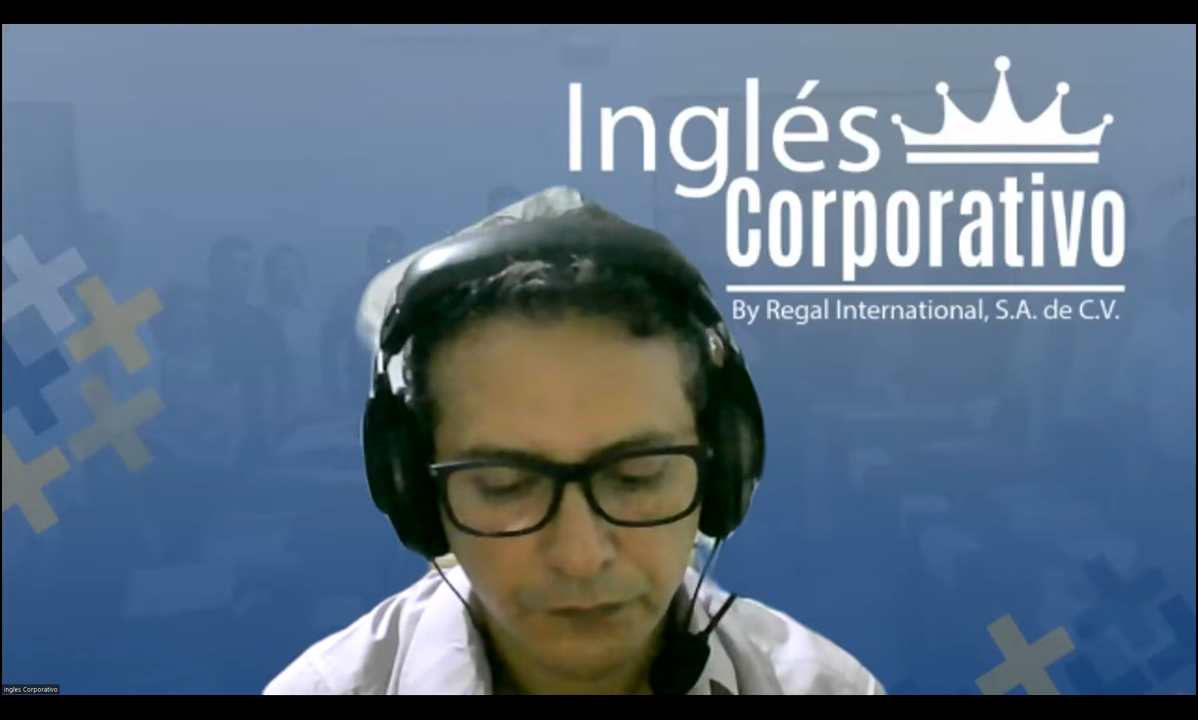 Inglés
Corporativo
By Regal International, S.A. de C.V.
Ingles Corporativo